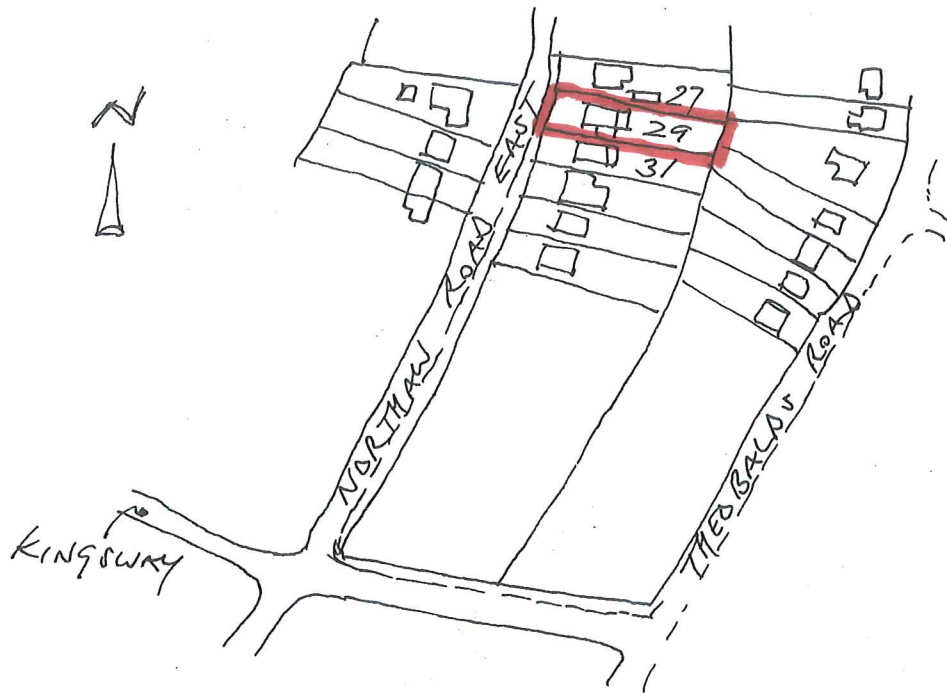 N
27
29
31
NORTHAW ROAD EAST
THEOBALDS ROAD
KINGSWAY